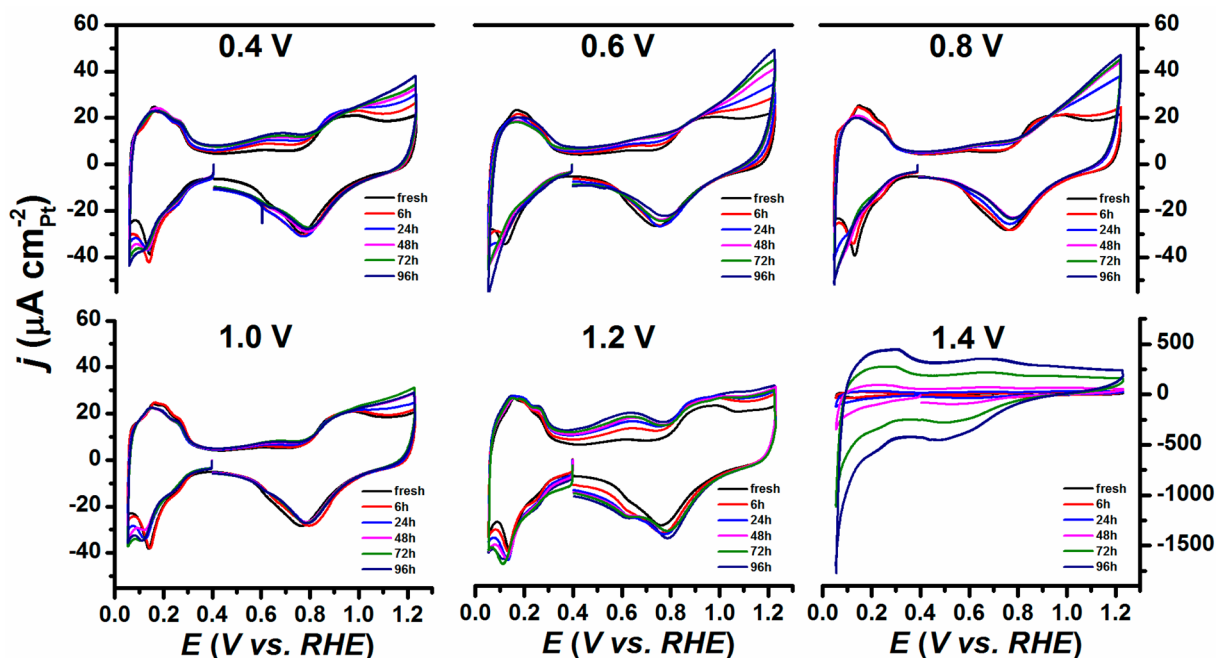 0.4 V
0.6 V
0.8 V
60
40
20
0
-20
-40
fresh
6h
24h
48h
72h
96h
fresh
6h
24h
48h
72h
96h
fresh
6h
24h
48h
72h
96h
60
40
20
0
-20
-40
j (µA cm-2Pt)
1.0 V
1.2 V
1.4 V
60
40
20
0
-20
-40
fresh
6h
24h
48h
72h
96h
fresh
6h
24h
48h
72h
96h
fresh
6h
24h
48h
72h
96h
500
0
-500
-1000
-1500
0.0 0.2 0.4 0.6 0.8 1.0 1.2
0.0 0.2 0.4 0.6 0.8 1.0 1.2
0.0 0.2 0.4 0.6 0.8 1.0 1.2
E (V vs. RHE)
E (V vs. RHE)
E (V vs. RHE)